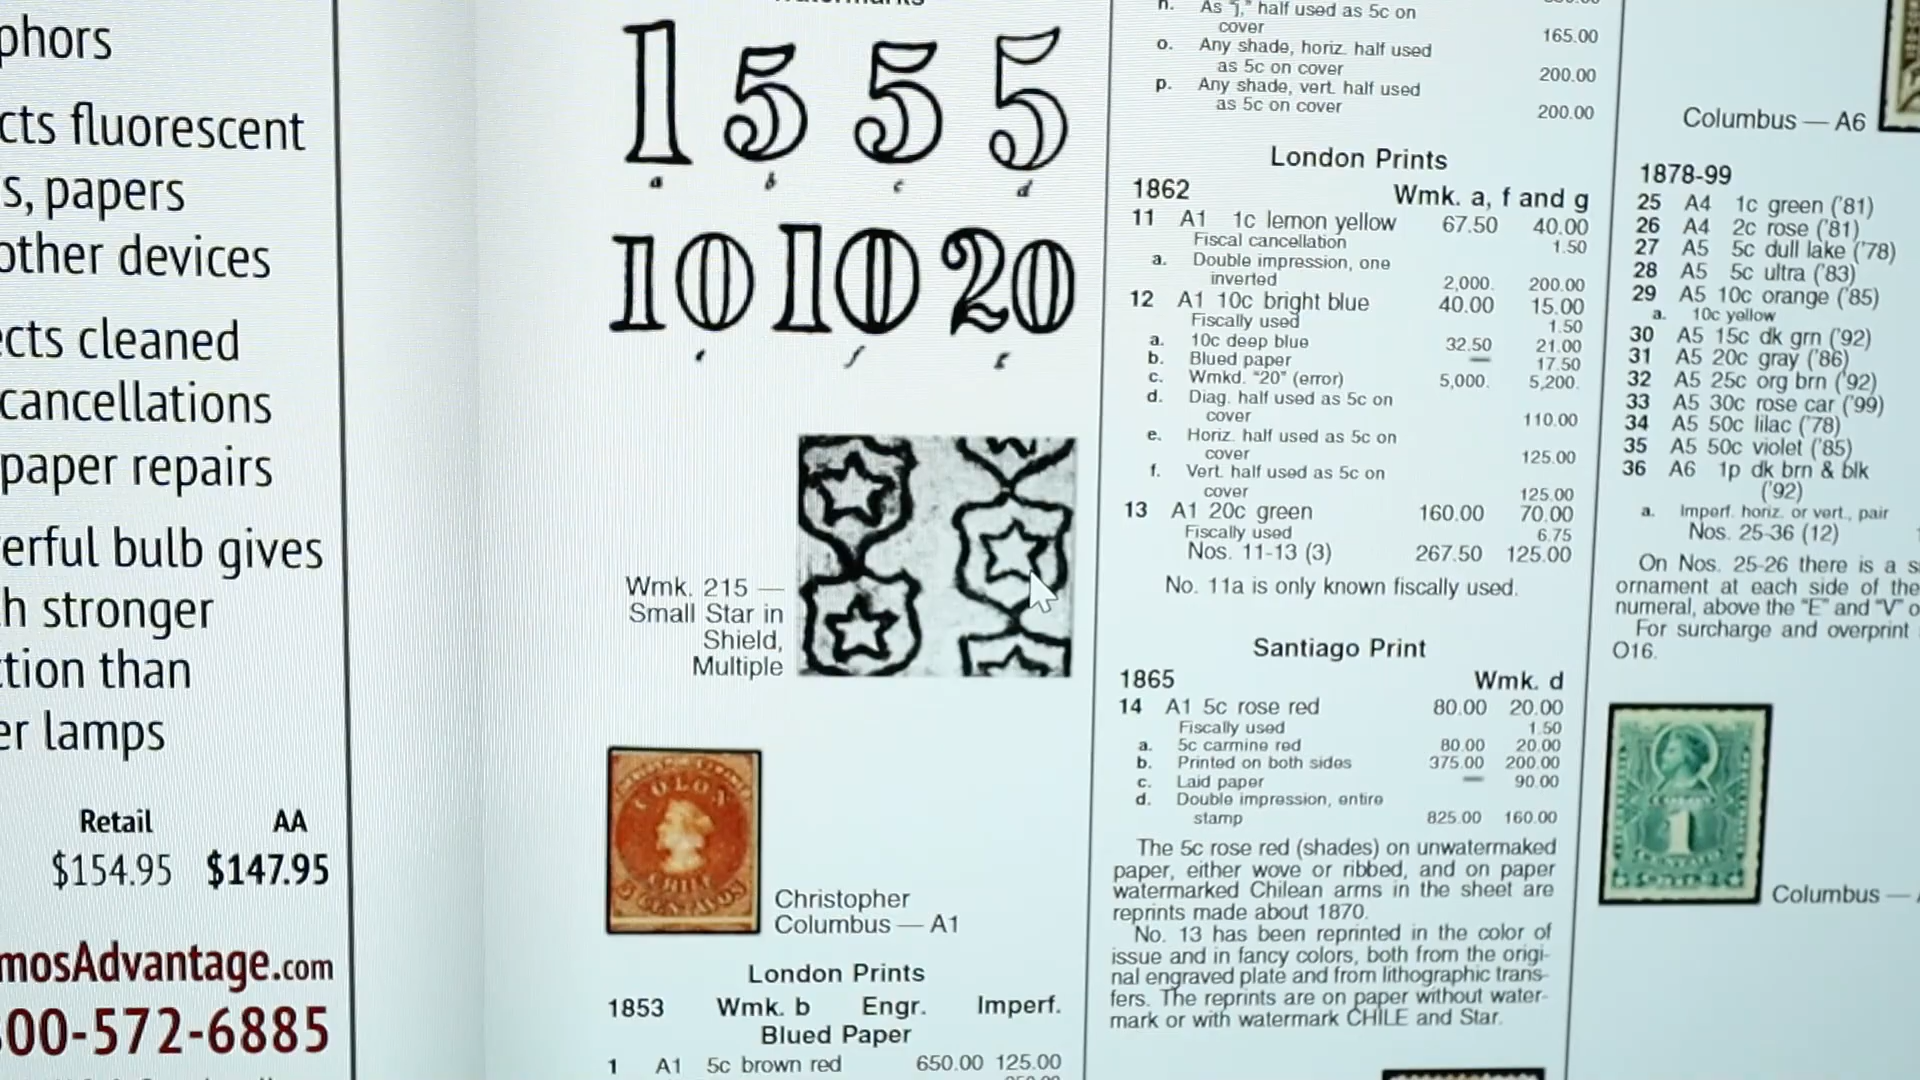 phors
cts fluorescent
s, papers
other devices
ects cleaned
cancellations
paper repairs
erful bulb gives
h stronger
ction than
er lamps
Retail AA
$154.95 $147.95
mosAdvantage.com
00-572-6885
1 5 5 5
a b c d
10 10 20
e f g
Wmk. 215 —
Small Star in
Shield,
Multiple
COLON
CHILE
Christopher
Columbus — A1
London Prints
1853 Wmk. b Engr. Imperf.
Blued Paper
1 A1 5c brown red 650.00 125.00
n. As "j," half used as 5c on
cover 165.00
o. Any shade, horiz. half used
as 5c on cover 200.00
p. Any shade, vert. half used
as 5c on cover 200.00
London Prints
1862 Wmk. a, f and g
11 A1 1c lemon yellow 67.50 40.00
Fiscal cancellation 1.50
a. Double impression, one
inverted 2,000. 200.00
12 A1 10c bright blue 40.00 15.00
Fiscally used 1.50
a. 10c deep blue 32.50 21.00
b. Blued paper — 17.50
c. Wmkd. "20" (error) 5,000. 5,200.
d. Diag. half used as 5c on
cover 110.00
e. Horiz. half used as 5c on
cover 125.00
f. Vert. half used as 5c on
cover 125.00
13 A1 20c green 160.00 70.00
Fiscally used 6.75
Nos. 11-13 (3) 267.50 125.00
No. 11a is only known fiscally used.
Santiago Print
1865 Wmk. d
14 A1 5c rose red 80.00 20.00
Fiscally used 1.50
a. 5c carmine red 80.00 20.00
b. Printed on both sides 375.00 200.00
c. Laid paper — 90.00
d. Double impression, entire
stamp 825.00 160.00
The 5c rose red (shades) on unwatermaked
paper, either wove or ribbed, and on paper
watermarked Chilean arms in the sheet are
reprints made about 1870.
No. 13 has been reprinted in the color of
issue and in fancy colors, both from the origi-
nal engraved plate and from lithographic trans-
fers. The reprints are on paper without water-
mark or with watermark CHILE and Star.
Columbus — A6
1878-99
25 A4 1c green ('81)
26 A4 2c rose ('81)
27 A5 5c dull lake ('78)
28 A5 5c ultra ('83)
29 A5 10c orange ('85)
a. 10c yellow
30 A5 15c dk grn ('92)
31 A5 20c gray ('86)
32 A5 25c org brn ('92)
33 A5 30c rose car ('99)
34 A5 50c lilac ('78)
35 A5 50c violet ('85)
36 A6 1p dk brn & blk
('92)
a. Imperf. horiz. or vert., pair
Nos. 25-36 (12)
On Nos. 25-26 there is a s
ornament at each side of the
numeral, above the "E" and "V" o
For surcharge and overprint
O16.
1
Columbus —